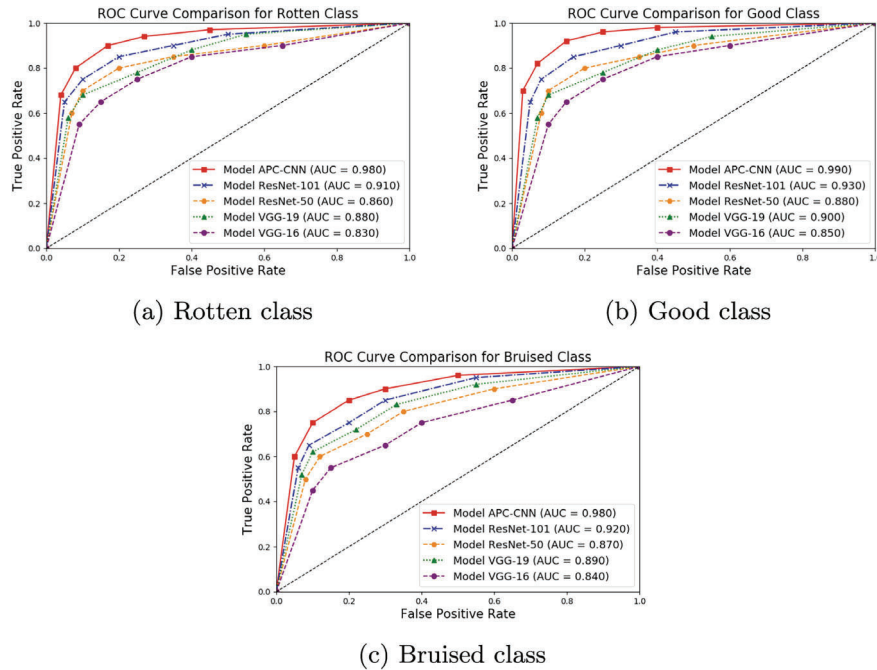 ROC Curve Comparison for Rotten Class
True Positive Rate
1.0
0.8
0.6
0.4
0.2
0.0
Model APC-CNN (AUC = 0.980)
Model ResNet-101 (AUC = 0.910)
Model ResNet-50 (AUC = 0.860)
Model VGG-19 (AUC = 0.880)
Model VGG-16 (AUC = 0.830)
0.0 0.2 0.4 0.6 0.8 1.0
False Positive Rate
(a) Rotten class
ROC Curve Comparison for Good Class
True Positive Rate
1.0
0.8
0.6
0.4
0.2
0.0
Model APC-CNN (AUC = 0.990)
Model ResNet-101 (AUC = 0.930)
Model ResNet-50 (AUC = 0.880)
Model VGG-19 (AUC = 0.900)
Model VGG-16 (AUC = 0.850)
0.0 0.2 0.4 0.6 0.8 1.0
False Positive Rate
(b) Good class
ROC Curve Comparison for Bruised Class
True Positive Rate
1.0
0.8
0.6
0.4
0.2
0.0
Model APC-CNN (AUC = 0.980)
Model ResNet-101 (AUC = 0.920)
Model ResNet-50 (AUC = 0.870)
Model VGG-19 (AUC = 0.890)
Model VGG-16 (AUC = 0.840)
0.0 0.2 0.4 0.6 0.8 1.0
False Positive Rate
(c) Bruised class